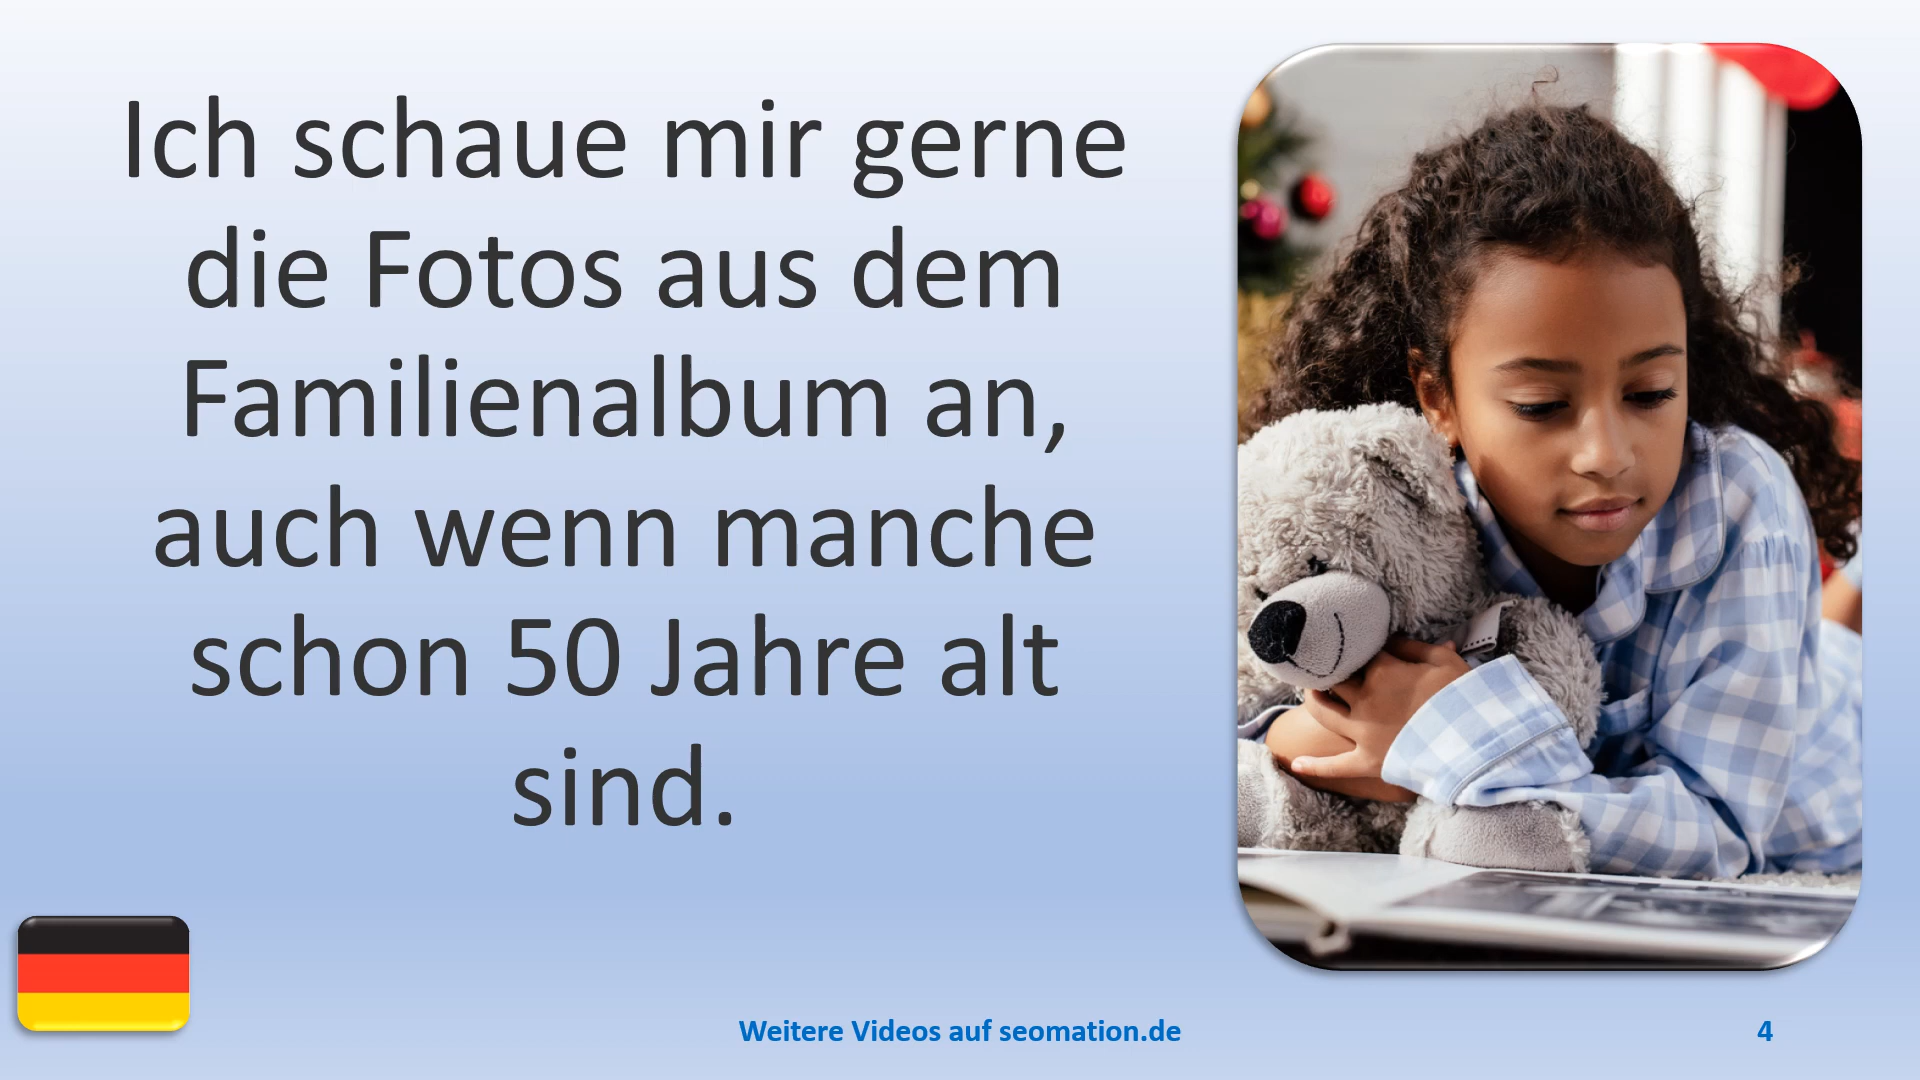 Ich schaue mir gerne
die Fotos aus dem
Familienalbum an,
auch wenn manche
schon 50 Jahre alt
sind.
Weitere Videos auf seomation.de
4